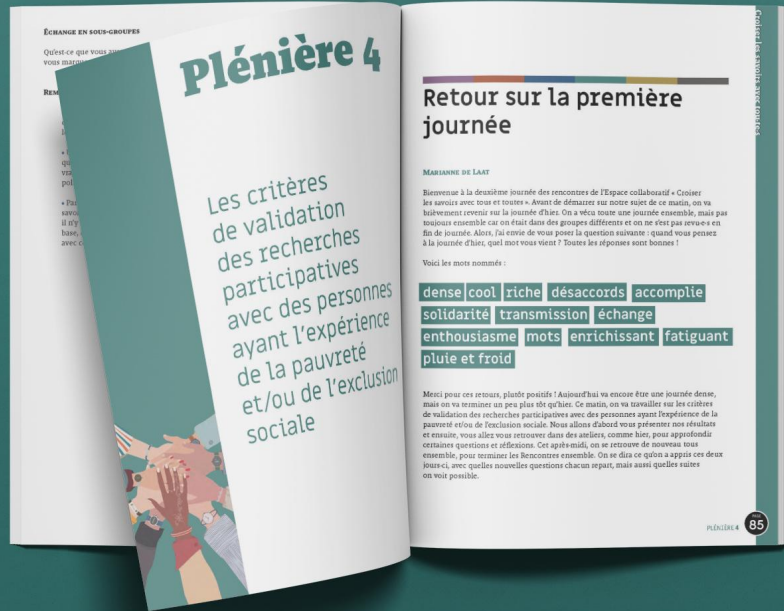 ÉCHANGE EN SOUS-GROUPES
Qu'est-ce que vous
vous
Plénière 4
Les critères
de validation
des recherches
participatives
avec des personnes
ayant l'expérience
de la pauvreté
et/ou de l'exclusion
sociale
Croiser les savoirs avec tou·te·s
Retour sur la première
journée
MARIANNE DE LAAT
Bienvenue à la deuxième journée des rencontres de l'Espace collaboratif « Croiser
les savoirs avec tous et toutes ». Avant de démarrer sur notre sujet de ce matin, on va
brièvement revenir sur la journée d'hier. On a vécu toute une journée ensemble, mais pas
toujours ensemble car on était dans des groupes différents et on ne s'est pas revu·e·s en
fin de journée. Alors, j'ai envie de vous poser la question suivante : quand vous pensez
à la journée d'hier, quel mot vous vient ? Toutes les réponses sont bonnes !
Voici les mots nommés :
dense cool riche désaccords accomplie
solidarité transmission échange
enthousiasme mots enrichissant fatiguant
pluie et froid
Merci pour ces retours, plutôt positifs ! Aujourd'hui va encore être une journée dense,
mais on va terminer un peu plus tôt qu'hier. Ce matin, on va travailler sur les critères
de validation des recherches participatives avec des personnes ayant l'expérience de la
pauvreté et/ou de l'exclusion sociale. Nous allons d'abord vous présenter nos résultats
et ensuite, vous allez vous retrouver dans des ateliers, comme hier, pour approfondir
certaines questions et réflexions. Cet après-midi, on se retrouve de nouveau tous
ensemble, pour terminer les Rencontres ensemble. On se dira ce qu'on a appris ces deux
jours-ci, avec quelles nouvelles questions chacun repart, mais aussi quelles suites
on voit possible.
PLÉNIÈRE 4
PAGE
85